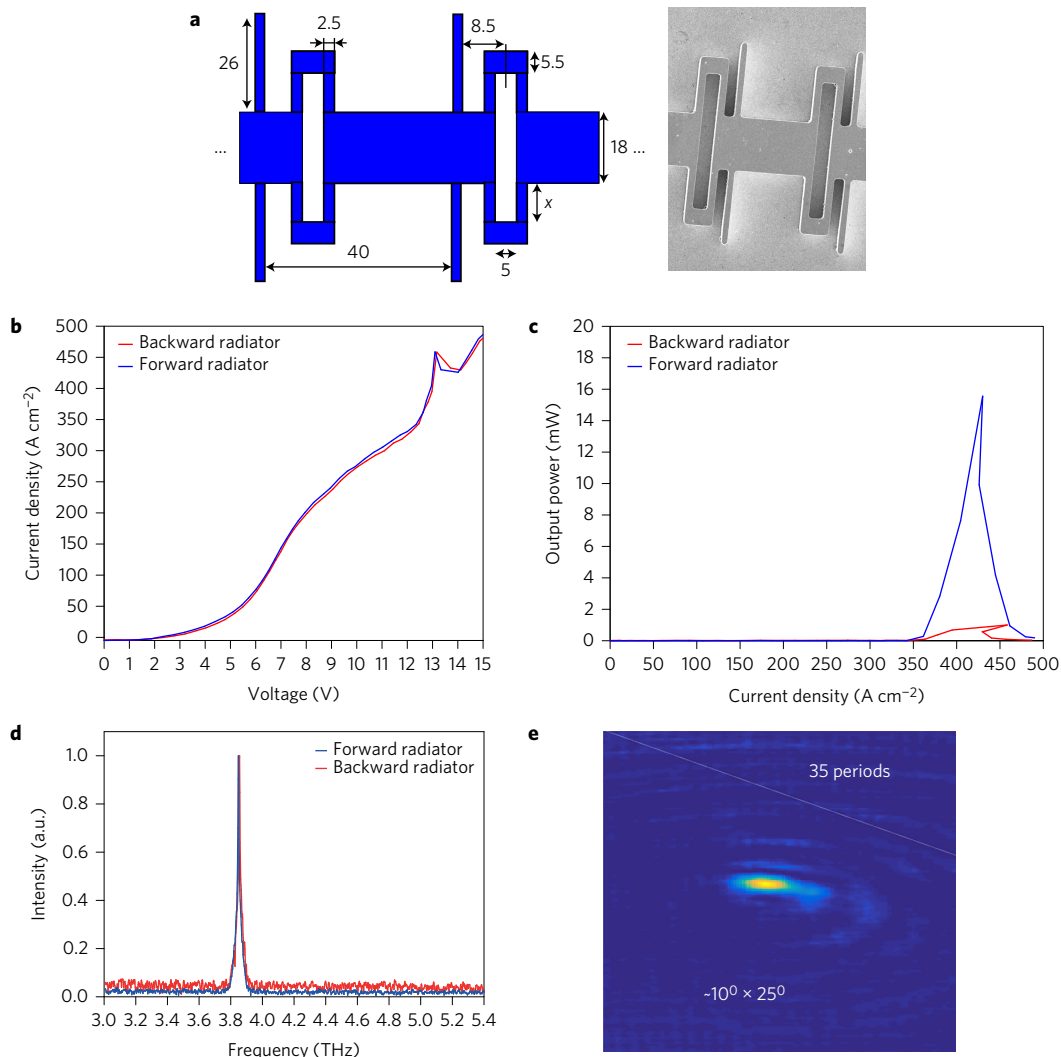 a
2.5
8.5
26
5.5
...
18 ...
x
40
5
b
500
450
400
350
300
250
200
150
100
50
0
Current density (A cm⁻²)
Backward radiator
Forward radiator
0 1 2 3 4 5 6 7 8 9 10 11 12 13 14 15
Voltage (V)
c
20
18
16
14
12
10
8
6
4
2
0
Output power (mW)
Backward radiator
Forward radiator
0 50 100 150 200 250 300 350 400 450 500
Current density (A cm⁻²)
d
1.0
0.8
0.6
0.4
0.2
0.0
Intensity (a.u.)
Forward radiator
Backward radiator
3.0 3.2 3.4 3.6 3.8 4.0 4.2 4.4 4.6 4.8 5.0 5.2 5.4
Frequency (THz)
e
35 periods
~10⁰ × 25⁰